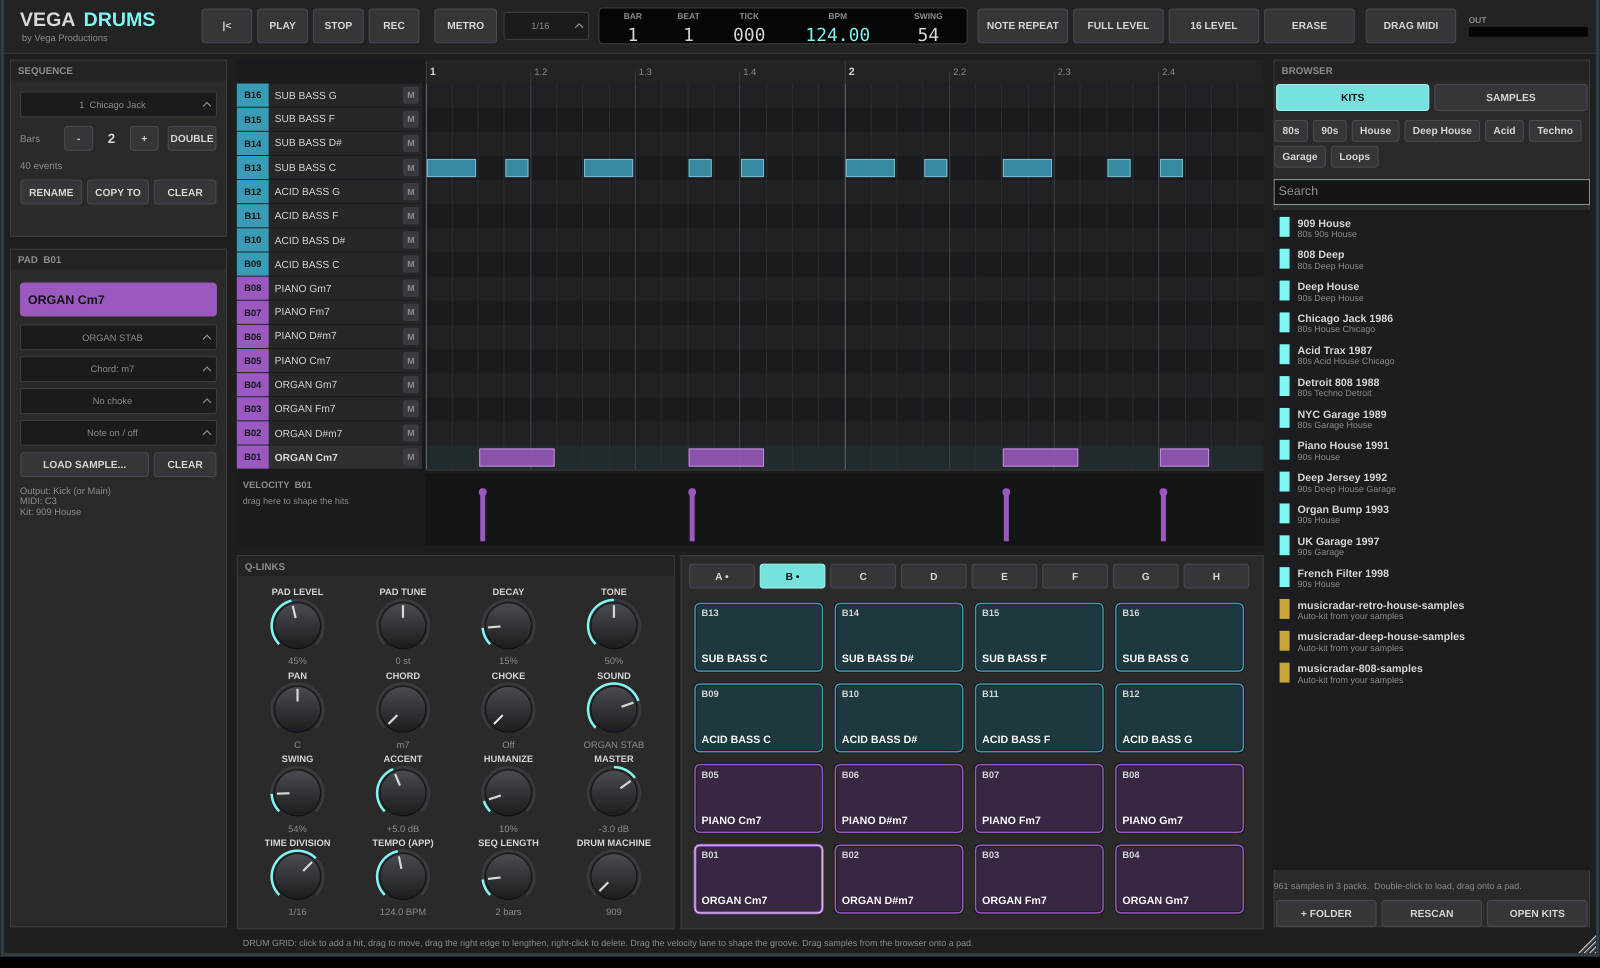 VEGA DRUMS
by Vega Productions
|<
PLAY
STOP
REC
METRO
1/16
BAR BEAT TICK BPM SWING
1 1 000 124.00 54
NOTE REPEAT
FULL LEVEL
16 LEVEL
ERASE
DRAG MIDI
OUT
SEQUENCE
1 Chicago Jack
Bars - 2 + DOUBLE
40 events
RENAME COPY TO CLEAR
PAD B01
ORGAN Cm7
ORGAN STAB
Chord: m7
No choke
Note on / off
LOAD SAMPLE... CLEAR
Output: Kick (or Main)
MIDI: C3
Kit: 909 House
1 1.2 1.3 1.4 2 2.2 2.3 2.4
B16 SUB BASS G M
B15 SUB BASS F M
B14 SUB BASS D# M
B13 SUB BASS C M
B12 ACID BASS G M
B11 ACID BASS F M
B10 ACID BASS D# M
B09 ACID BASS C M
B08 PIANO Gm7 M
B07 PIANO Fm7 M
B06 PIANO D#m7 M
B05 PIANO Cm7 M
B04 ORGAN Gm7 M
B03 ORGAN Fm7 M
B02 ORGAN D#m7 M
B01 ORGAN Cm7 M
VELOCITY B01
drag here to shape the hits
Q-LINKS
PAD LEVEL PAD TUNE DECAY TONE
45% 0 st 15% 50%
PAN CHORD CHOKE SOUND
C m7 Off ORGAN STAB
SWING ACCENT HUMANIZE MASTER
54% +5.0 dB 10% -3.0 dB
TIME DIVISION TEMPO (APP) SEQ LENGTH DRUM MACHINE
1/16 124.0 BPM 2 bars 909
A • B • C D E F G H
B13 B14 B15 B16
SUB BASS C SUB BASS D# SUB BASS F SUB BASS G
B09 B10 B11 B12
ACID BASS C ACID BASS D# ACID BASS F ACID BASS G
B05 B06 B07 B08
PIANO Cm7 PIANO D#m7 PIANO Fm7 PIANO Gm7
B01 B02 B03 B04
ORGAN Cm7 ORGAN D#m7 ORGAN Fm7 ORGAN Gm7
BROWSER
KITS SAMPLES
80s 90s House Deep House Acid Techno
Garage Loops
Search
909 House
80s 90s House
808 Deep
80s Deep House
Deep House
90s Deep House
Chicago Jack 1986
80s House Chicago
Acid Trax 1987
80s Acid House Chicago
Detroit 808 1988
80s Techno Detroit
NYC Garage 1989
80s Garage House
Piano House 1991
90s House
Deep Jersey 1992
90s Deep House Garage
Organ Bump 1993
90s House
UK Garage 1997
90s Garage
French Filter 1998
90s House
musicradar-retro-house-samples
Auto-kit from your samples
musicradar-deep-house-samples
Auto-kit from your samples
musicradar-808-samples
Auto-kit from your samples
961 samples in 3 packs. Double-click to load, drag onto a pad.
+ FOLDER RESCAN OPEN KITS
DRUM GRID: click to add a hit, drag to move, drag the right edge to lengthen, right-click to delete. Drag the velocity lane to shape the groove. Drag samples from the browser onto a pad.